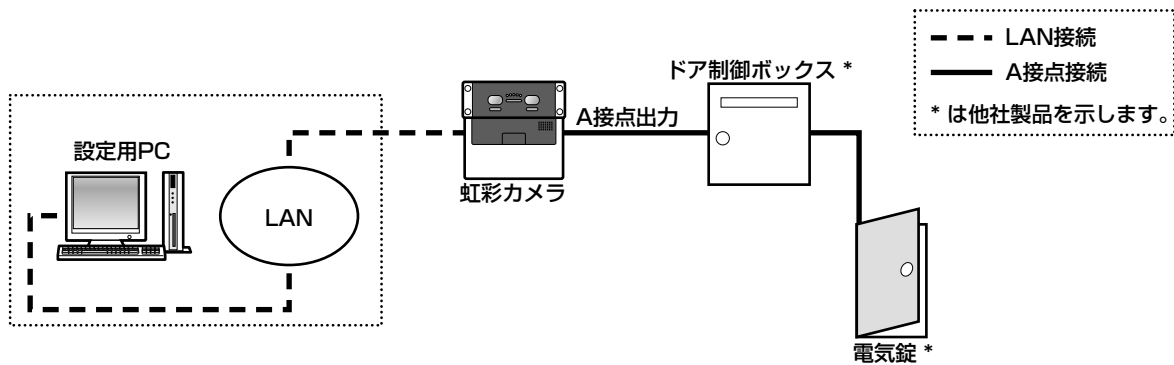 LAN接続
A接点接続
* は他社製品を示します。
ドア制御ボックス *
A接点出力
設定用PC
虹彩カメラ
LAN
電気錠 *